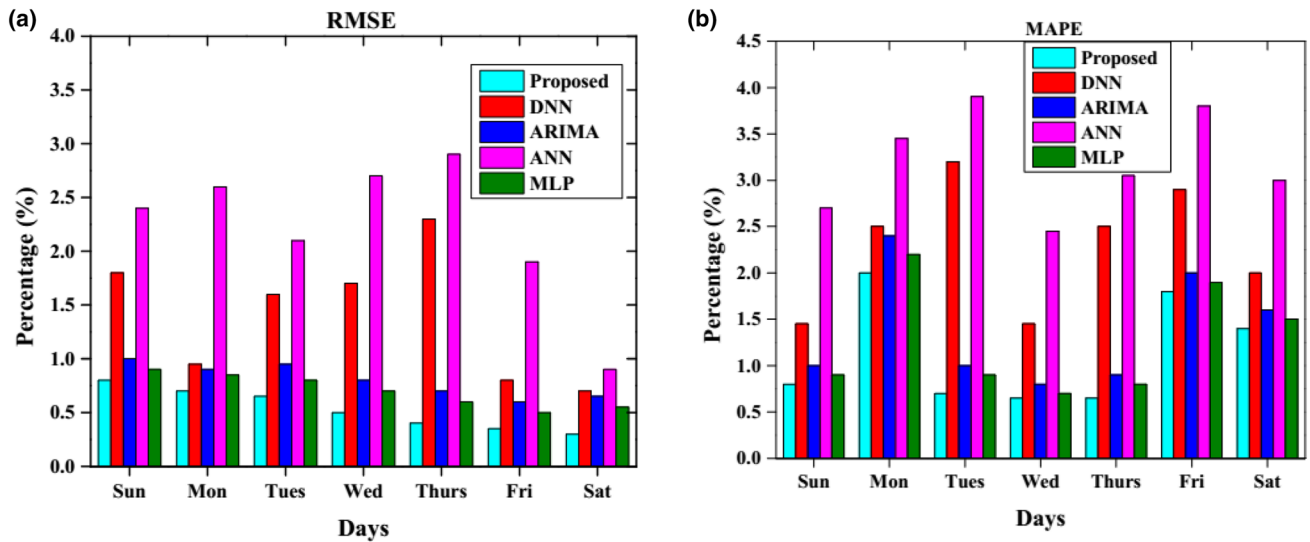 (a)
RMSE
4.0
3.5
3.0
2.5
2.0
1.5
1.0
0.5
0.0
Percentage (%)
Proposed
DNN
ARIMA
ANN
MLP
Sun Mon Tues Wed Thurs Fri Sat
Days
(b)
MAPE
4.5
4.0
3.5
3.0
2.5
2.0
1.5
1.0
0.5
0.0
Percentage (%)
Proposed
DNN
ARIMA
ANN
MLP
Sun Mon Tues Wed Thurs Fri Sat
Days